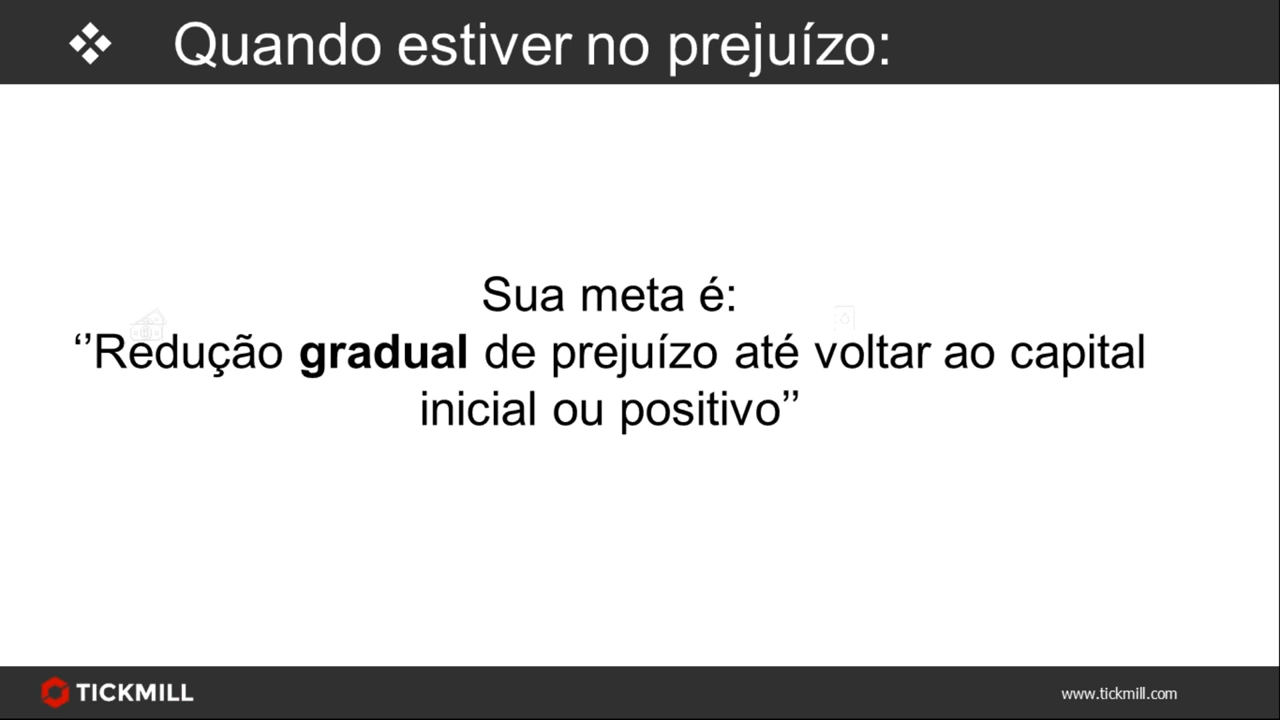 ❖ Quando estiver no prejuízo:
Sua meta é:
‘’Redução gradual de prejuízo até voltar ao capital
inicial ou positivo’’
TICKMILL
www.tickmill.com